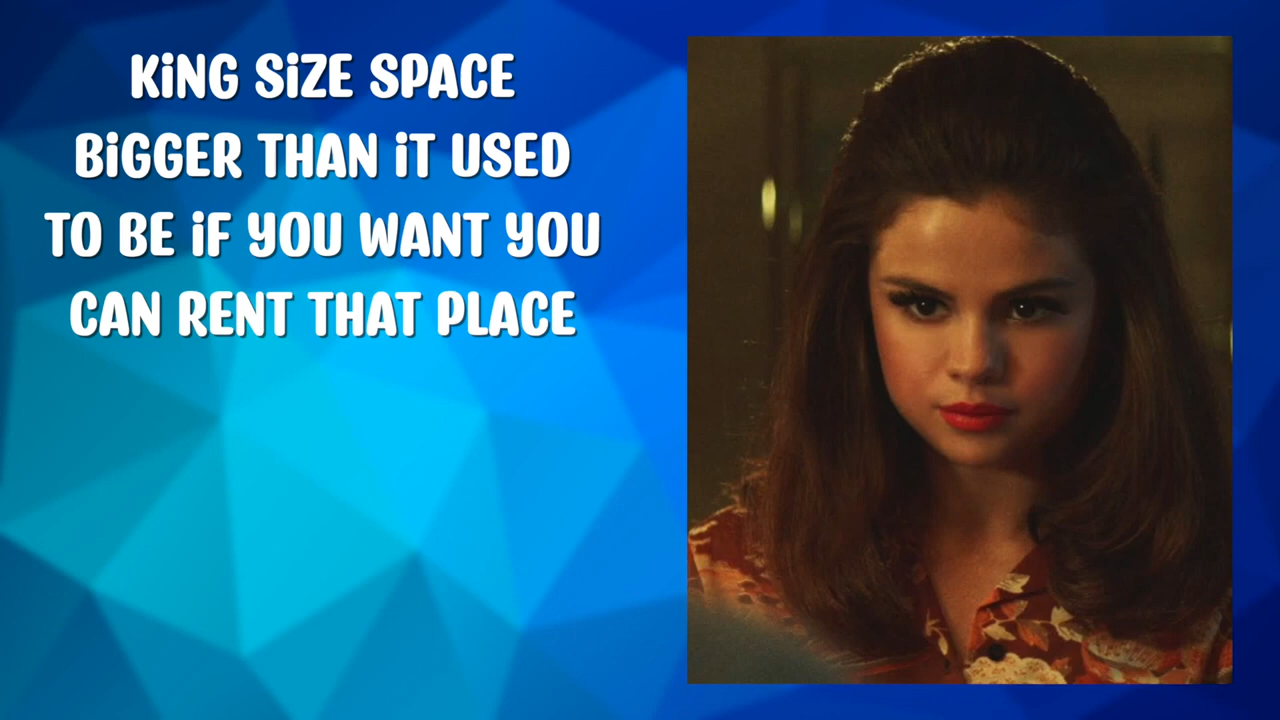 KiNG SiZE SPACE
BiGGER THAN iT USED
TO BE iF YOU WANT YOU
CAN RENT THAT PLACE